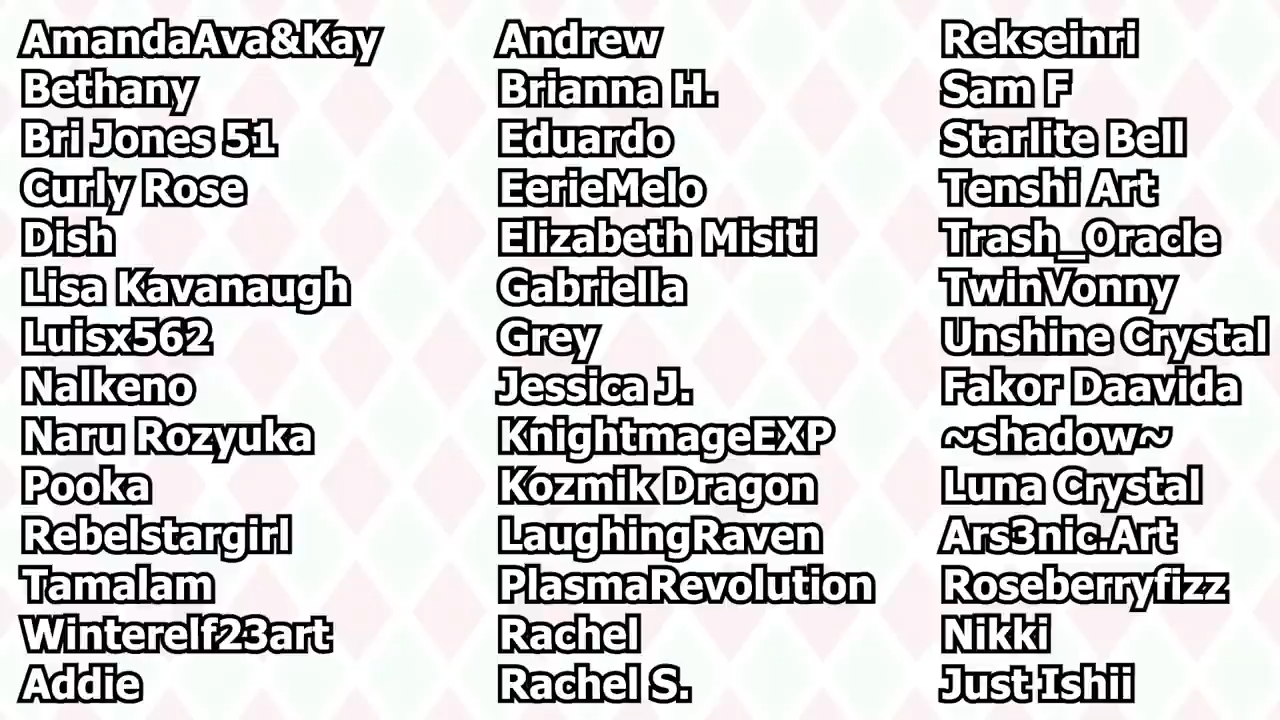 AmandaAva&Kay
Bethany
Bri Jones 51
Curly Rose
Dish
Lisa Kavanaugh
Luisx562
Nalkeno
Naru Rozyuka
Pooka
Rebelstargirl
Tamalam
Winterelf23art
Addie
Andrew
Brianna H.
Eduardo
EerieMelo
Elizabeth Misiti
Gabriella
Grey
Jessica J.
KnightmageEXP
Kozmik Dragon
LaughingRaven
PlasmaRevolution
Rachel
Rachel S.
Rekseinri
Sam F
Starlite Bell
Tenshi Art
Trash_Oracle
TwinVonny
Unshine Crystal
Fakor Daavida
~shadow~
Luna Crystal
Ars3nic.Art
Roseberryfizz
Nikki
Just Ishii